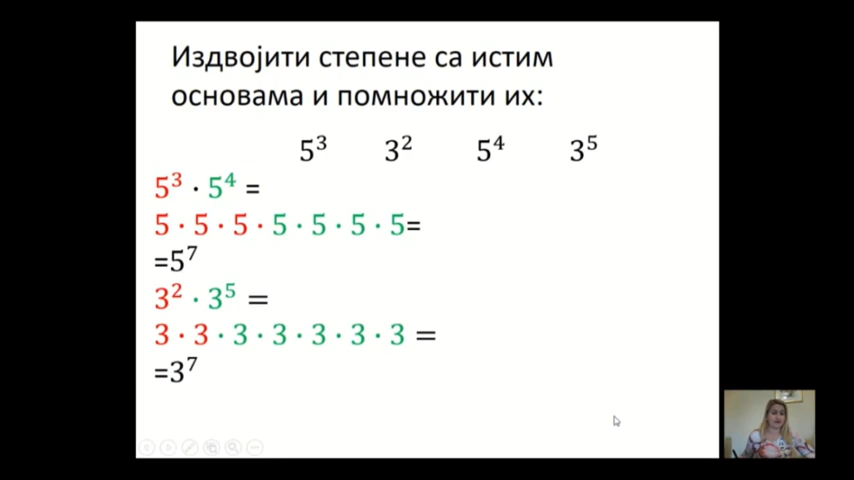 Издвојити степене са истим
основама и помножити их:
5³ 3² 5⁴ 3⁵
5³ · 5⁴ =
5 · 5 · 5 · 5 · 5 · 5 · 5=
=5⁷
3² · 3⁵ =
3 · 3 · 3 · 3 · 3 · 3 · 3 =
=3⁷